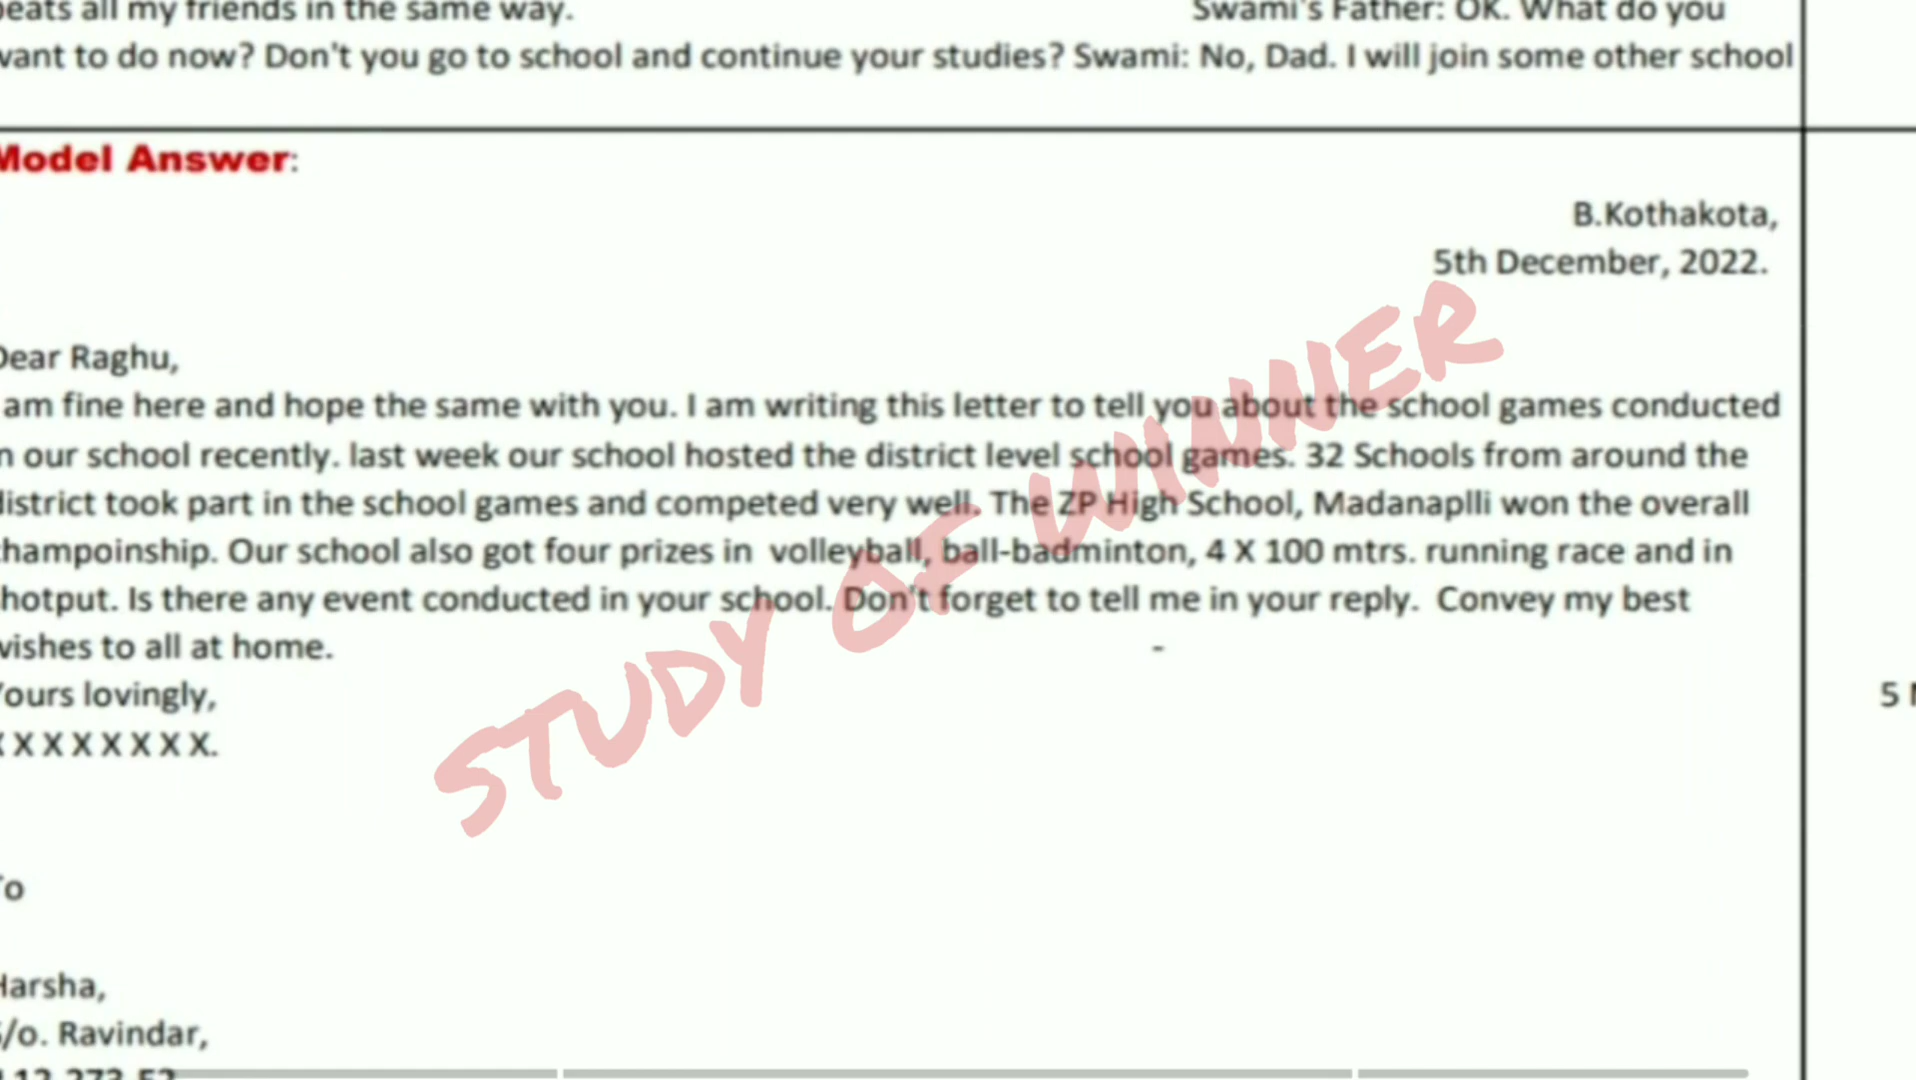 beats all my friends in the same way. Swami's Father: OK. What do you
want to do now? Don't you go to school and continue your studies? Swami: No, Dad. I will join some other school
Model Answer:
B.Kothakota,
5th December, 2022.
Dear Raghu,
am fine here and hope the same with you. I am writing this letter to tell you about the school games conducted
n our school recently. last week our school hosted the district level school games. 32 Schools from around the
district took part in the school games and competed very well. The ZP High School, Madanaplli won the overall
champoinship. Our school also got four prizes in volleyball, ball-badminton, 4 X 100 mtrs. running race and in
shotput. Is there any event conducted in your school. Don't forget to tell me in your reply. Convey my best
wishes to all at home. -
Yours lovingly,
X X X X X X X X.
5
STUDY OF WINNER
To
Harsha,
S/o. Ravindar,